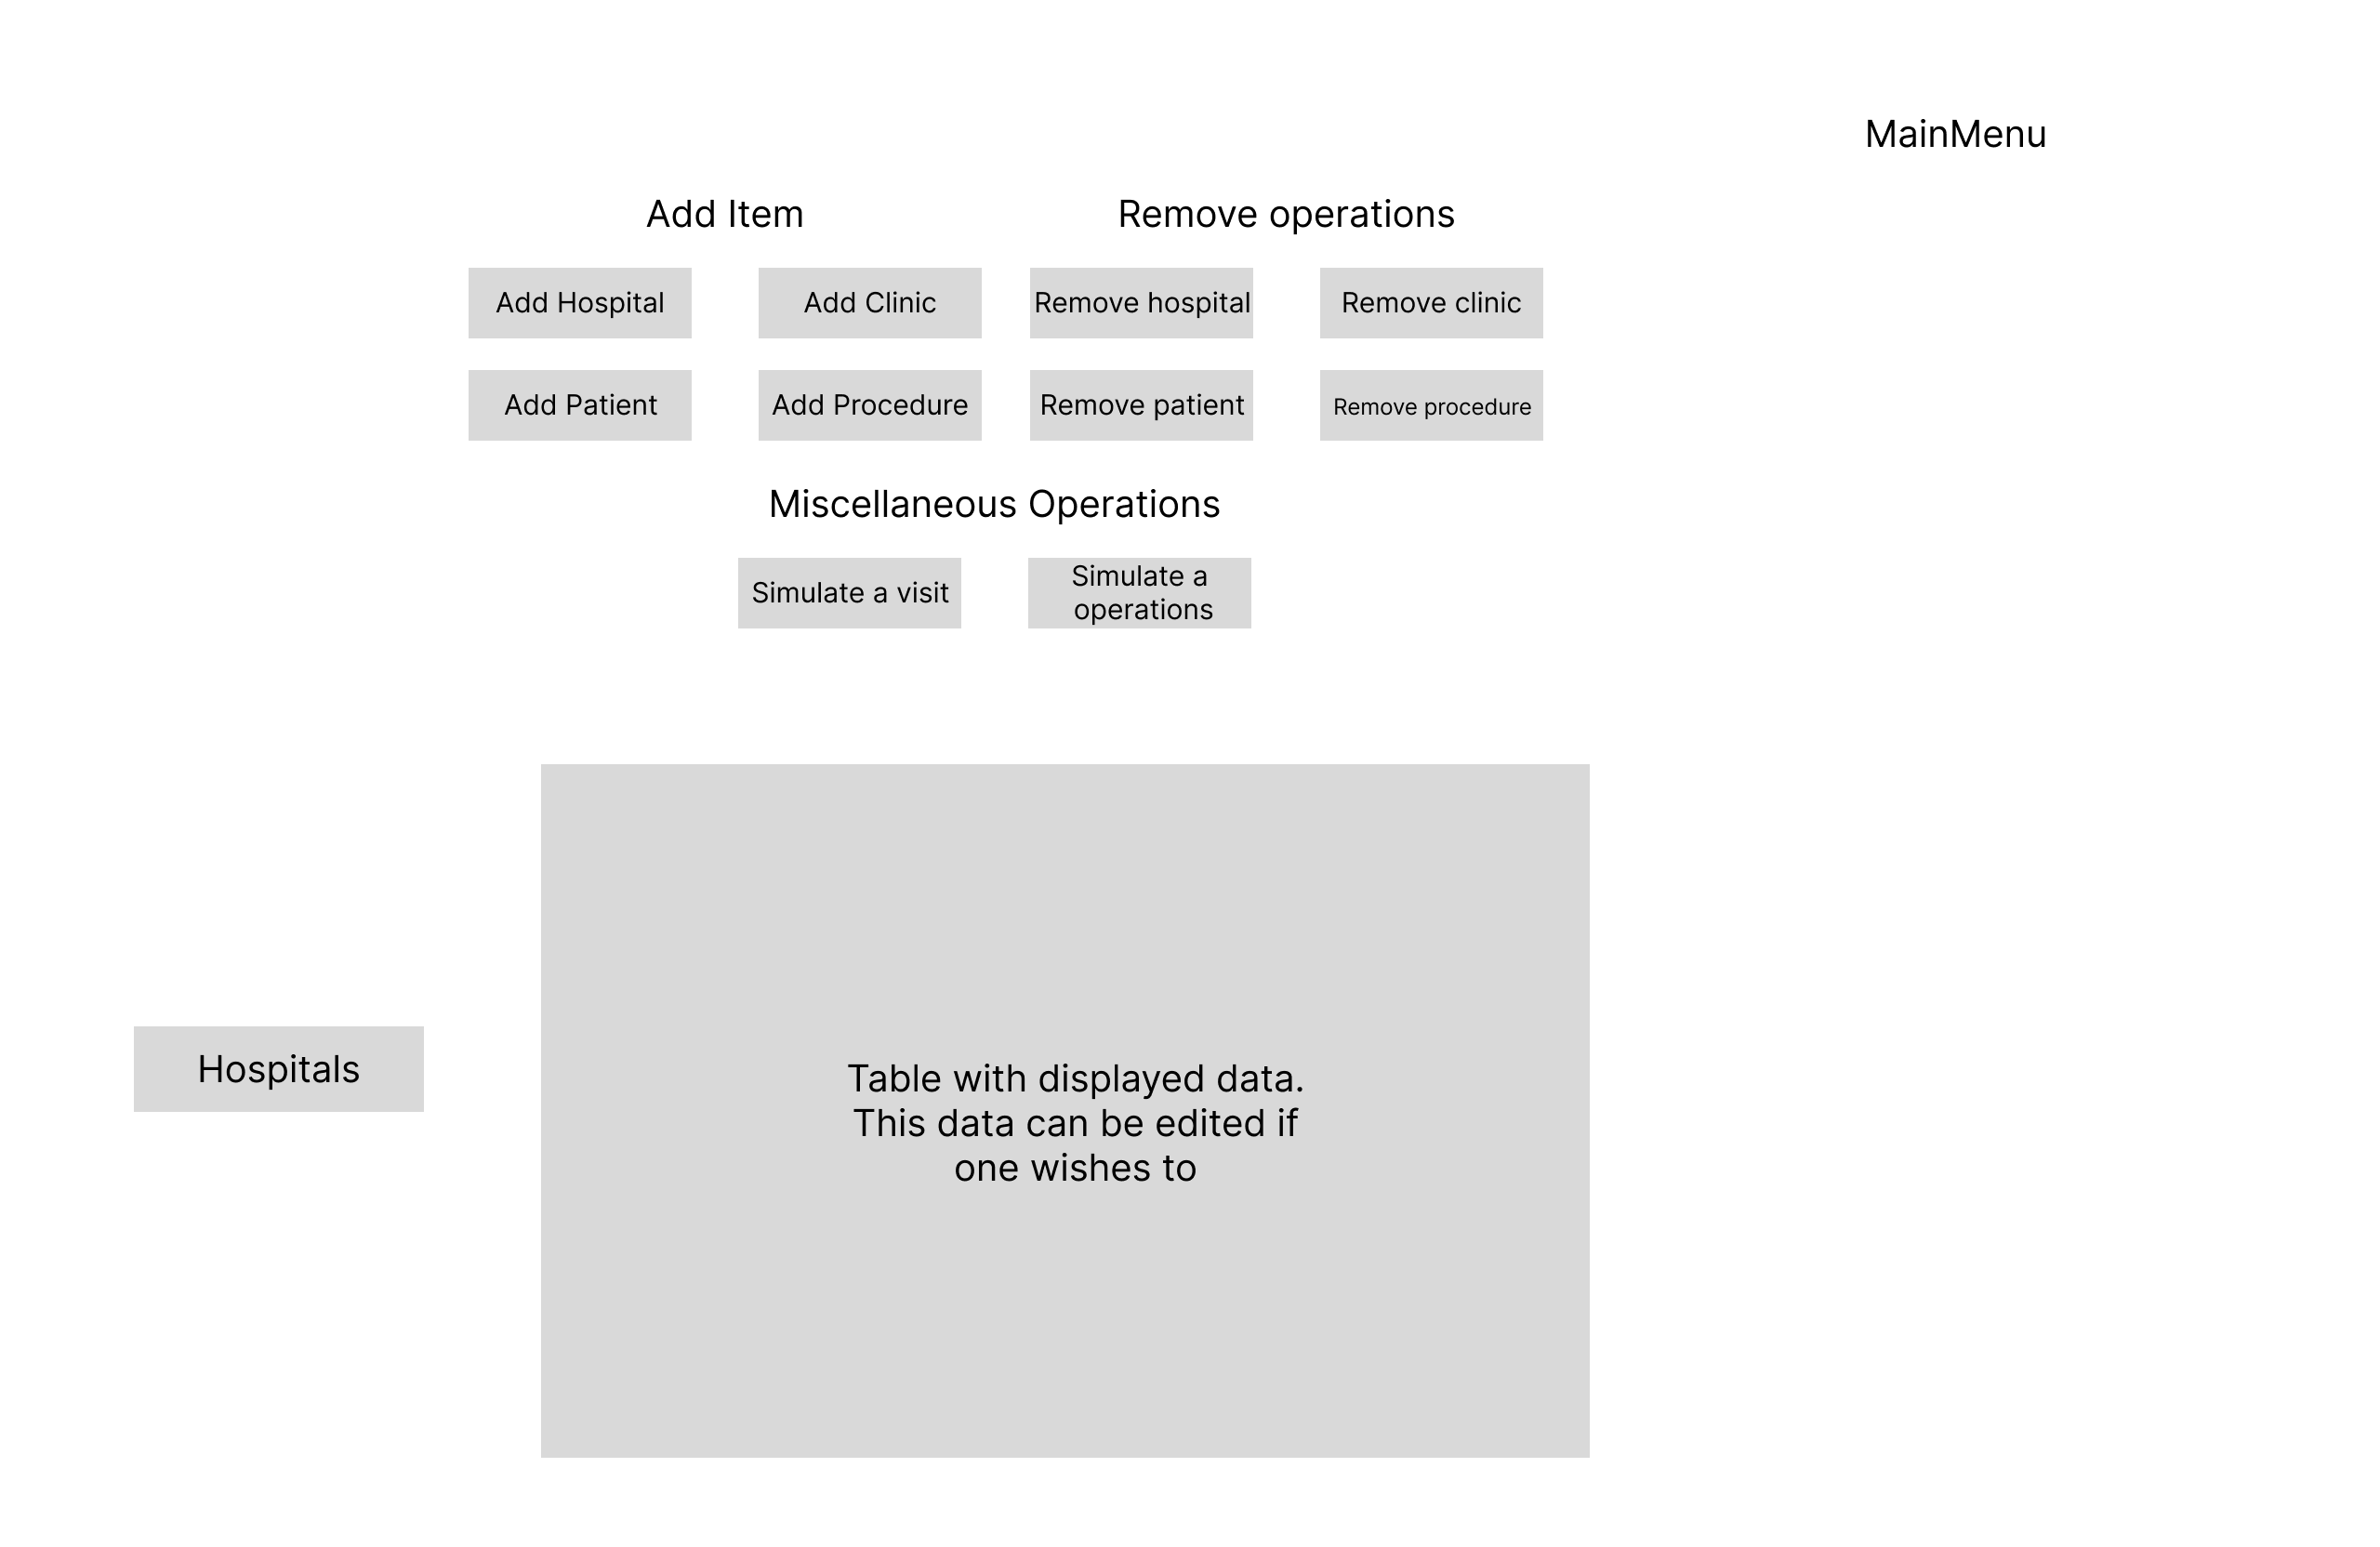 MainMenu
Add Item
Remove operations
Add Hospital
Add Clinic
Remove hospital
Remove clinic
Add Patient
Add Procedure
Remove patient
Remove procedure
Miscellaneous Operations
Simulate a visit
Simulate a
operations
Hospitals
Table with displayed data.
This data can be edited if
one wishes to